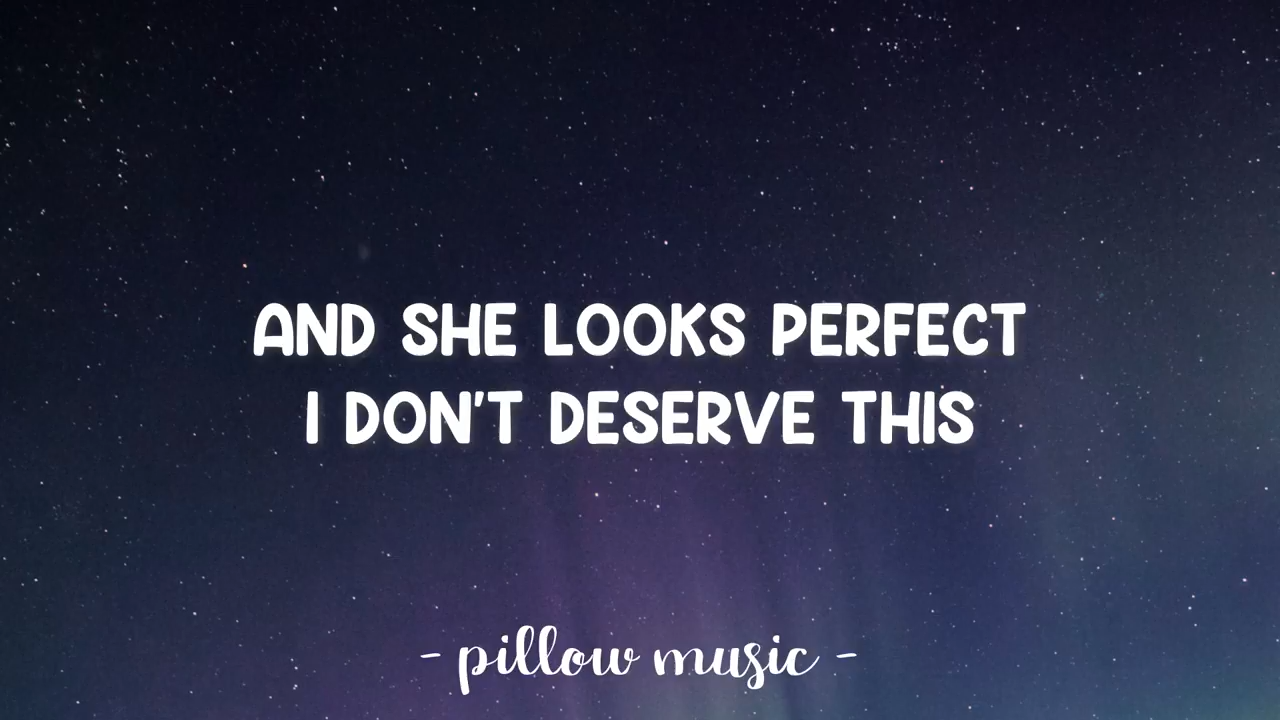 AND SHE LOOKS PERFECT
I DON'T DESERVE THIS
- pillow music -